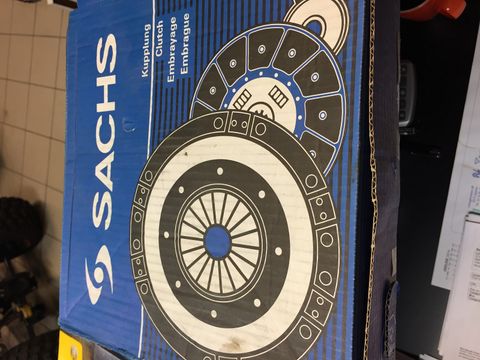 SACHS
Kupplung
Clutch
Embrayage
Embrague